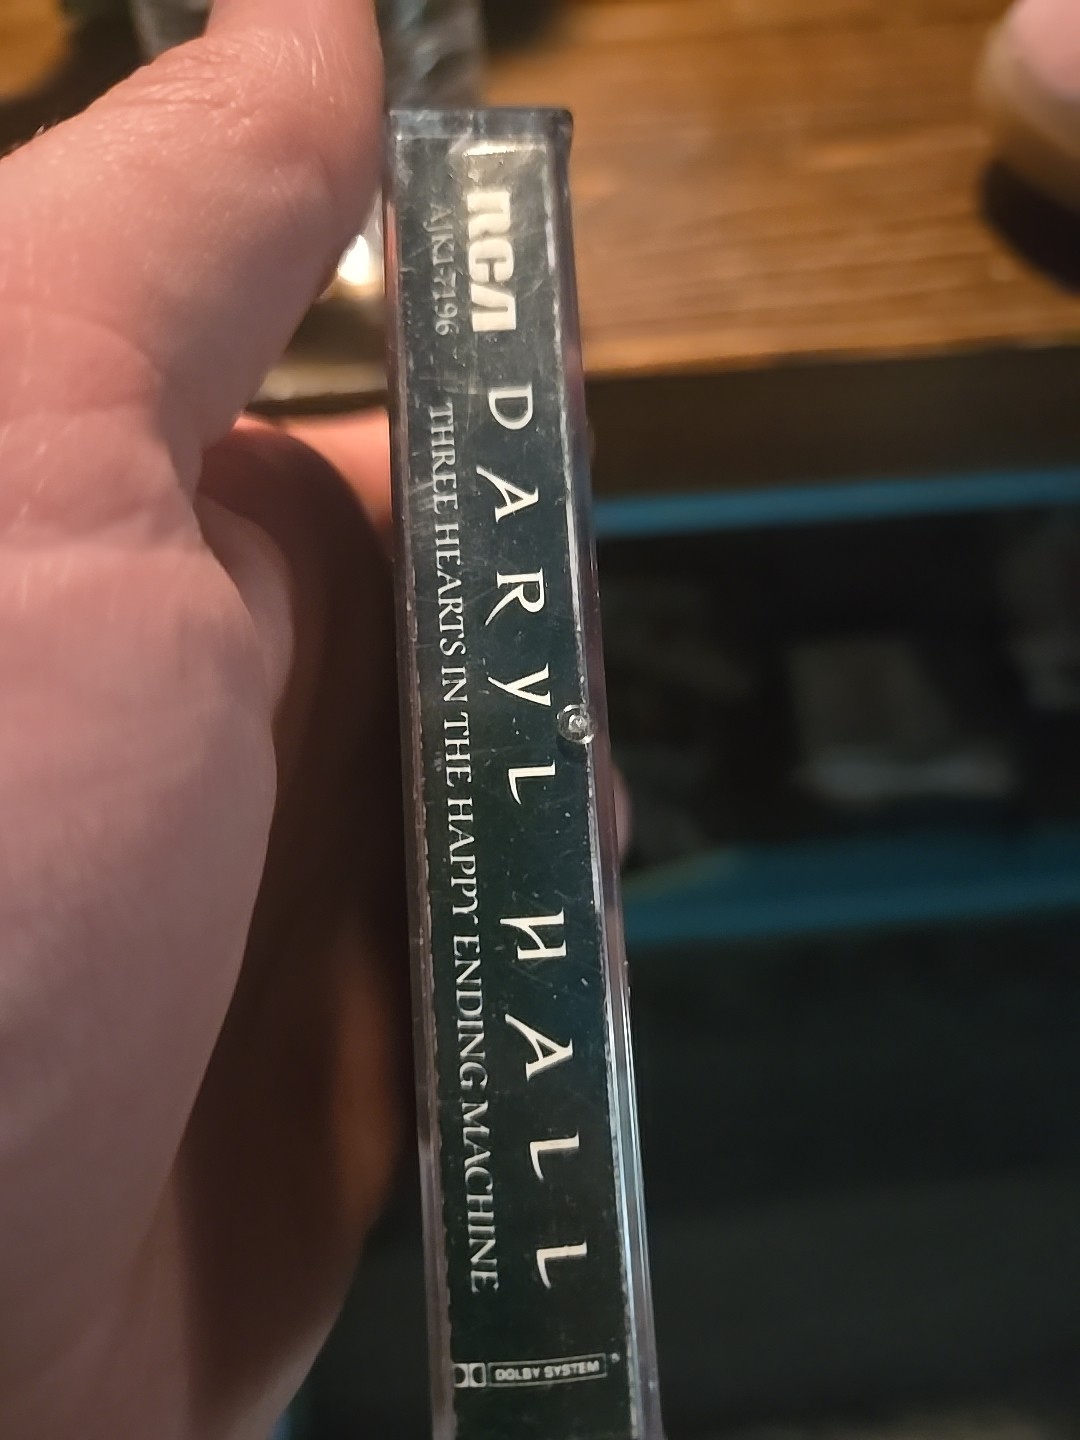 RCA
AJK1-7196
DARYL HALL
THREE HEARTS IN THE HAPPY ENDING MACHINE
DOLBY SYSTEM